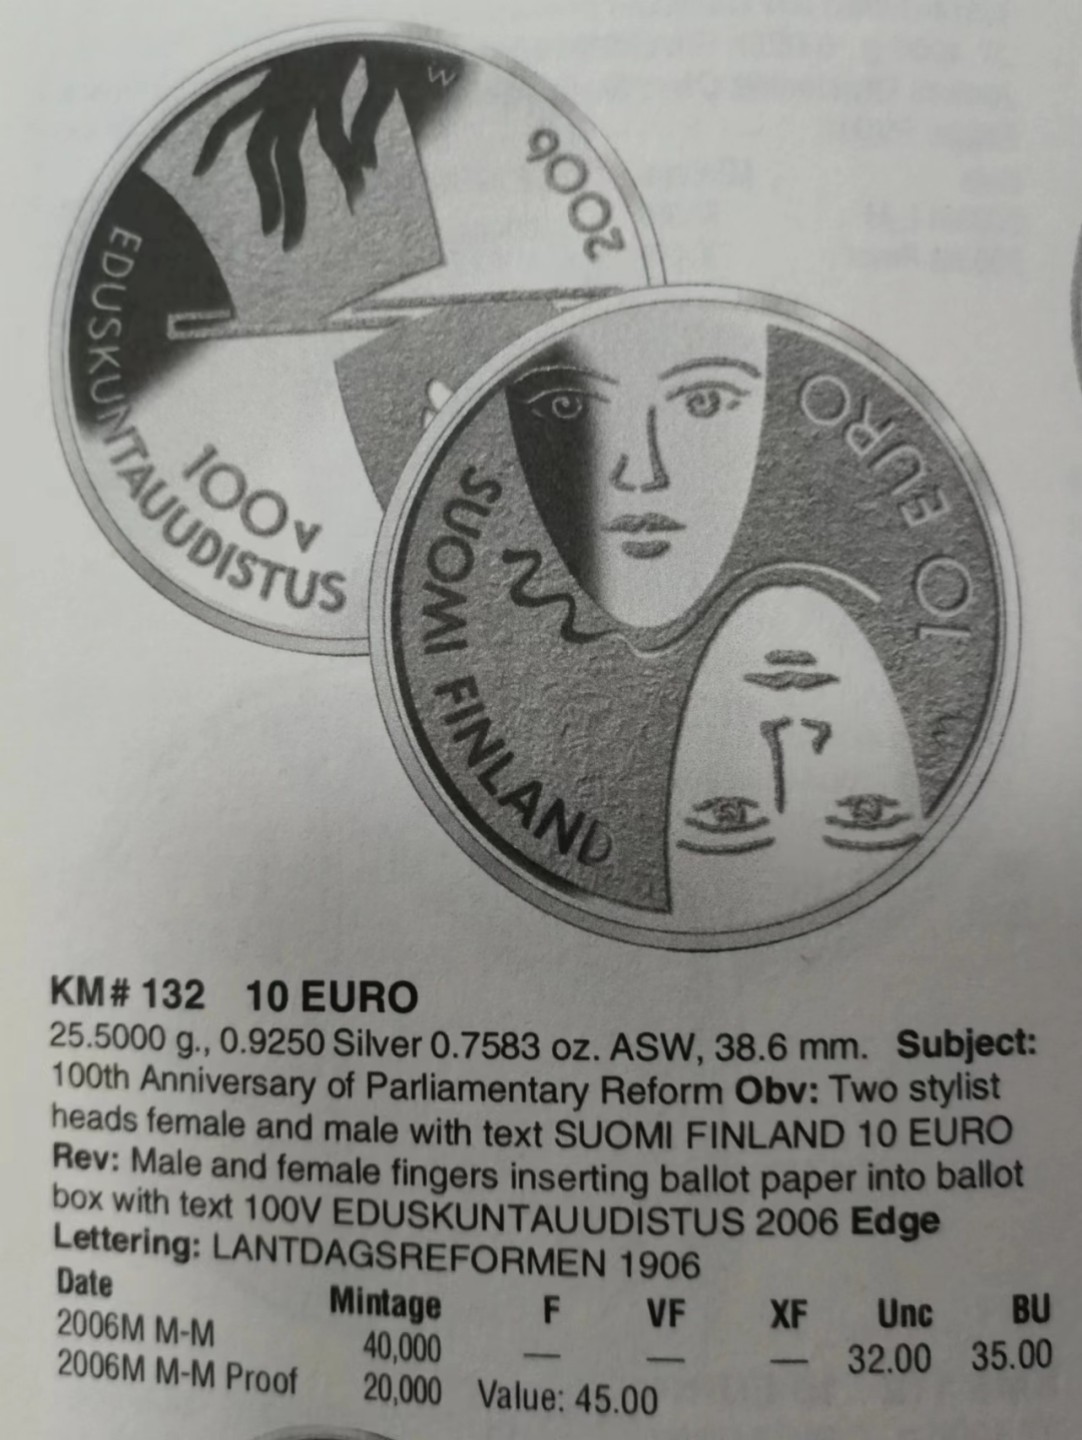 2006
EDUSKUNTAUUDISTUS
100v
SUOMI FINLAND
10 EURO
KM# 132 10 EURO
25.5000 g., 0.9250 Silver 0.7583 oz. ASW, 38.6 mm. Subject:
100th Anniversary of Parliamentary Reform Obv: Two stylist
heads female and male with text SUOMI FINLAND 10 EURO
Rev: Male and female fingers inserting ballot paper into ballot
box with text 100V EDUSKUNTAUUDISTUS 2006 Edge
Lettering: LANTDAGSREFORMEN 1906
Date Mintage F VF XF Unc BU
2006M M-M 40,000 — — — 32.00 35.00
2006M M-M Proof 20,000 Value: 45.00